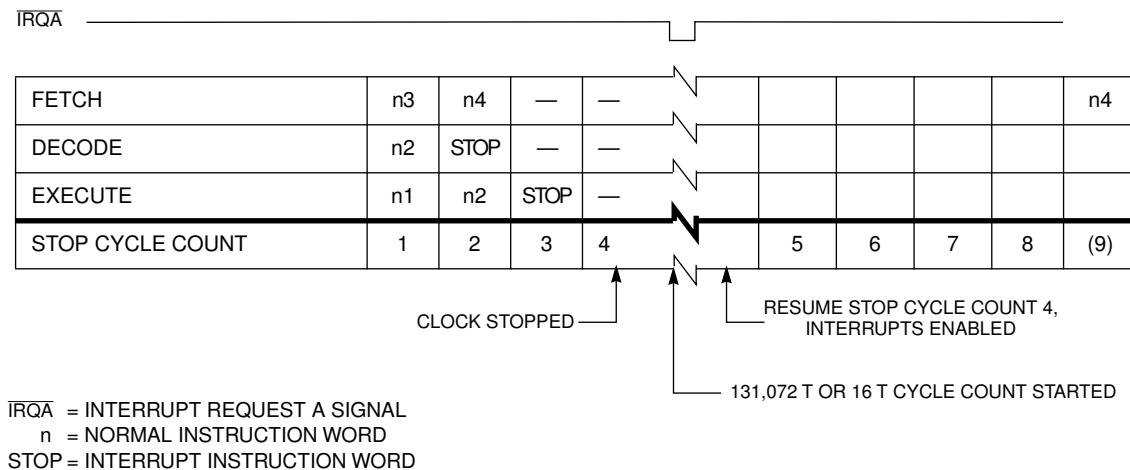 IRQA
FETCH n3 n4 — — n4
DECODE n2 STOP — —
EXECUTE n1 n2 STOP —
STOP CYCLE COUNT 1 2 3 4 5 6 7 8 (9)
CLOCK STOPPED
RESUME STOP CYCLE COUNT 4,
INTERRUPTS ENABLED
131,072 T OR 16 T CYCLE COUNT STARTED
IRQA = INTERRUPT REQUEST A SIGNAL
n = NORMAL INSTRUCTION WORD
STOP = INTERRUPT INSTRUCTION WORD